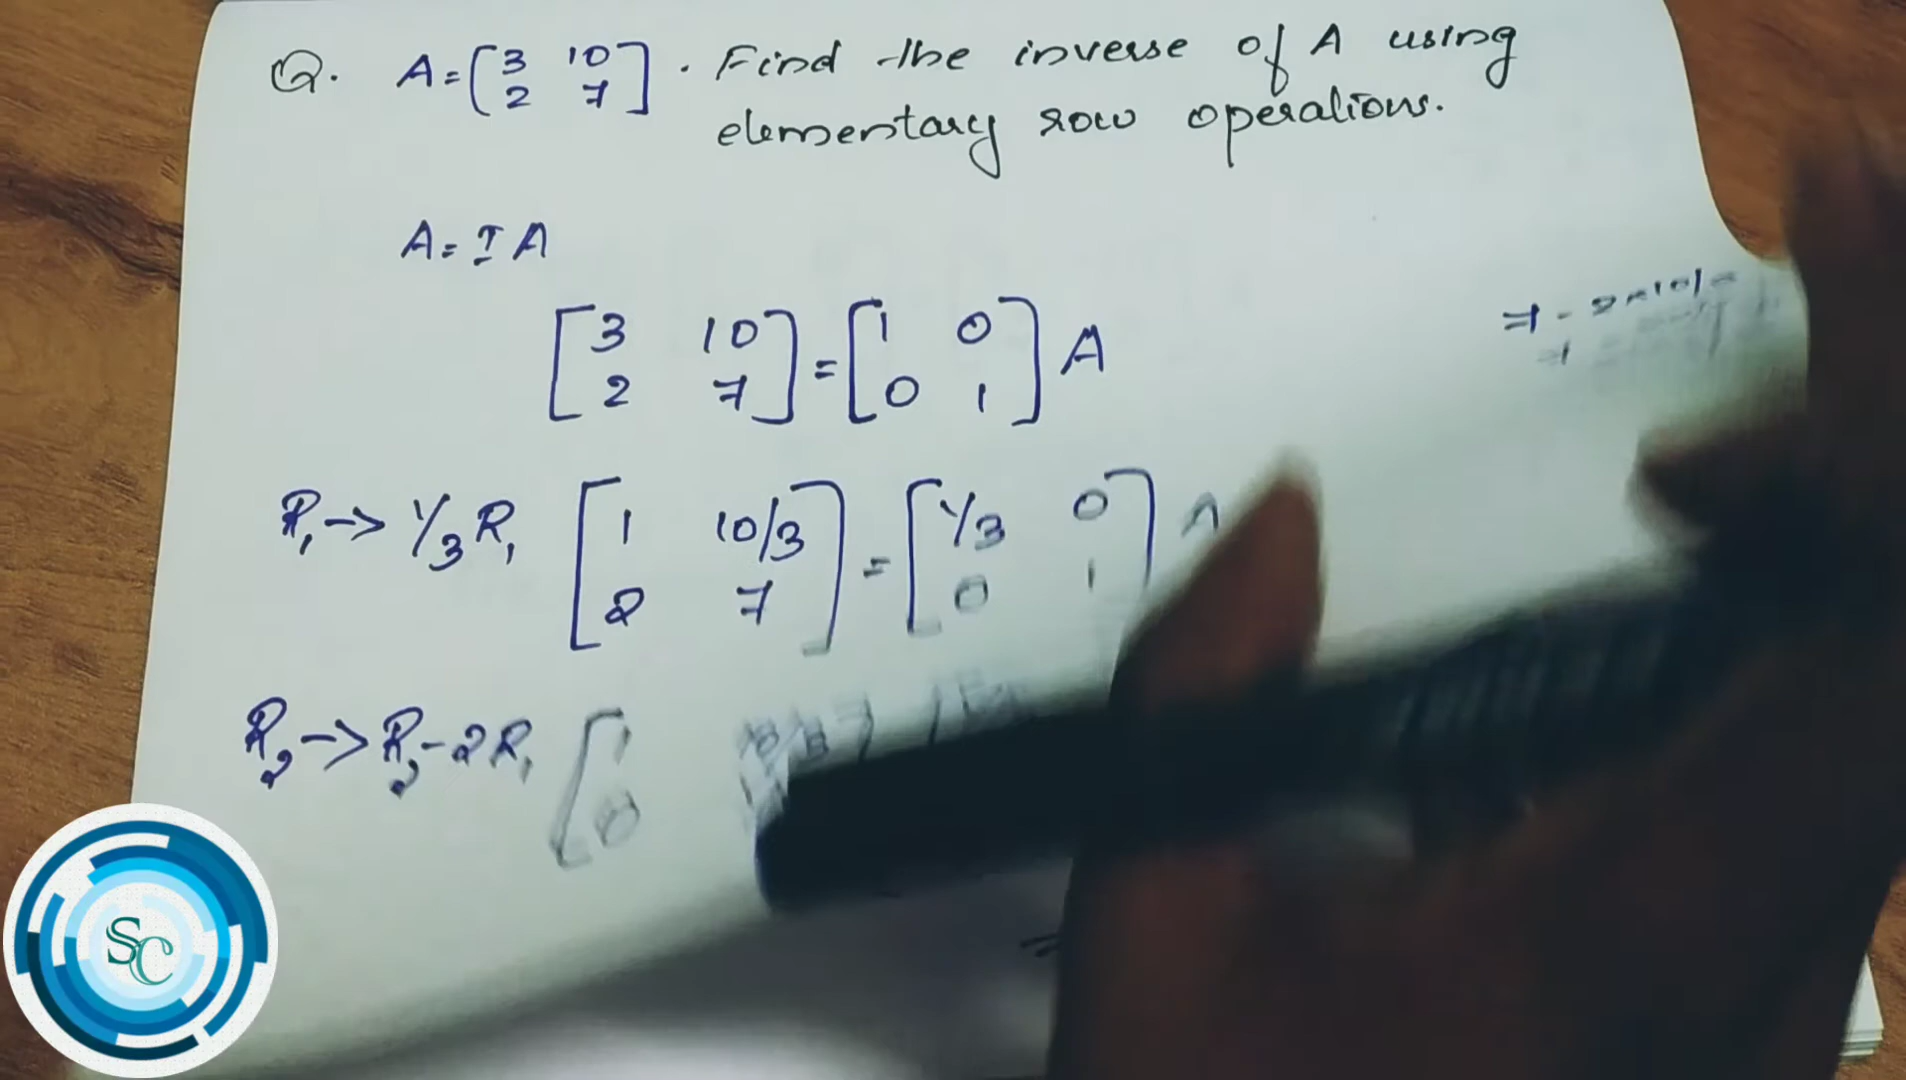 Q. A=[3 10 . Find the inverse of A using
2 7] elementary row operations.
A=IA
[3 10 = [1 0 A
2 7] 0 1]
R₁→ 1/3 R₁ [1 10/3 = [1/3 0 A
2 7] 0 1]
R₂→R₂-2R₁ [1
0
SC